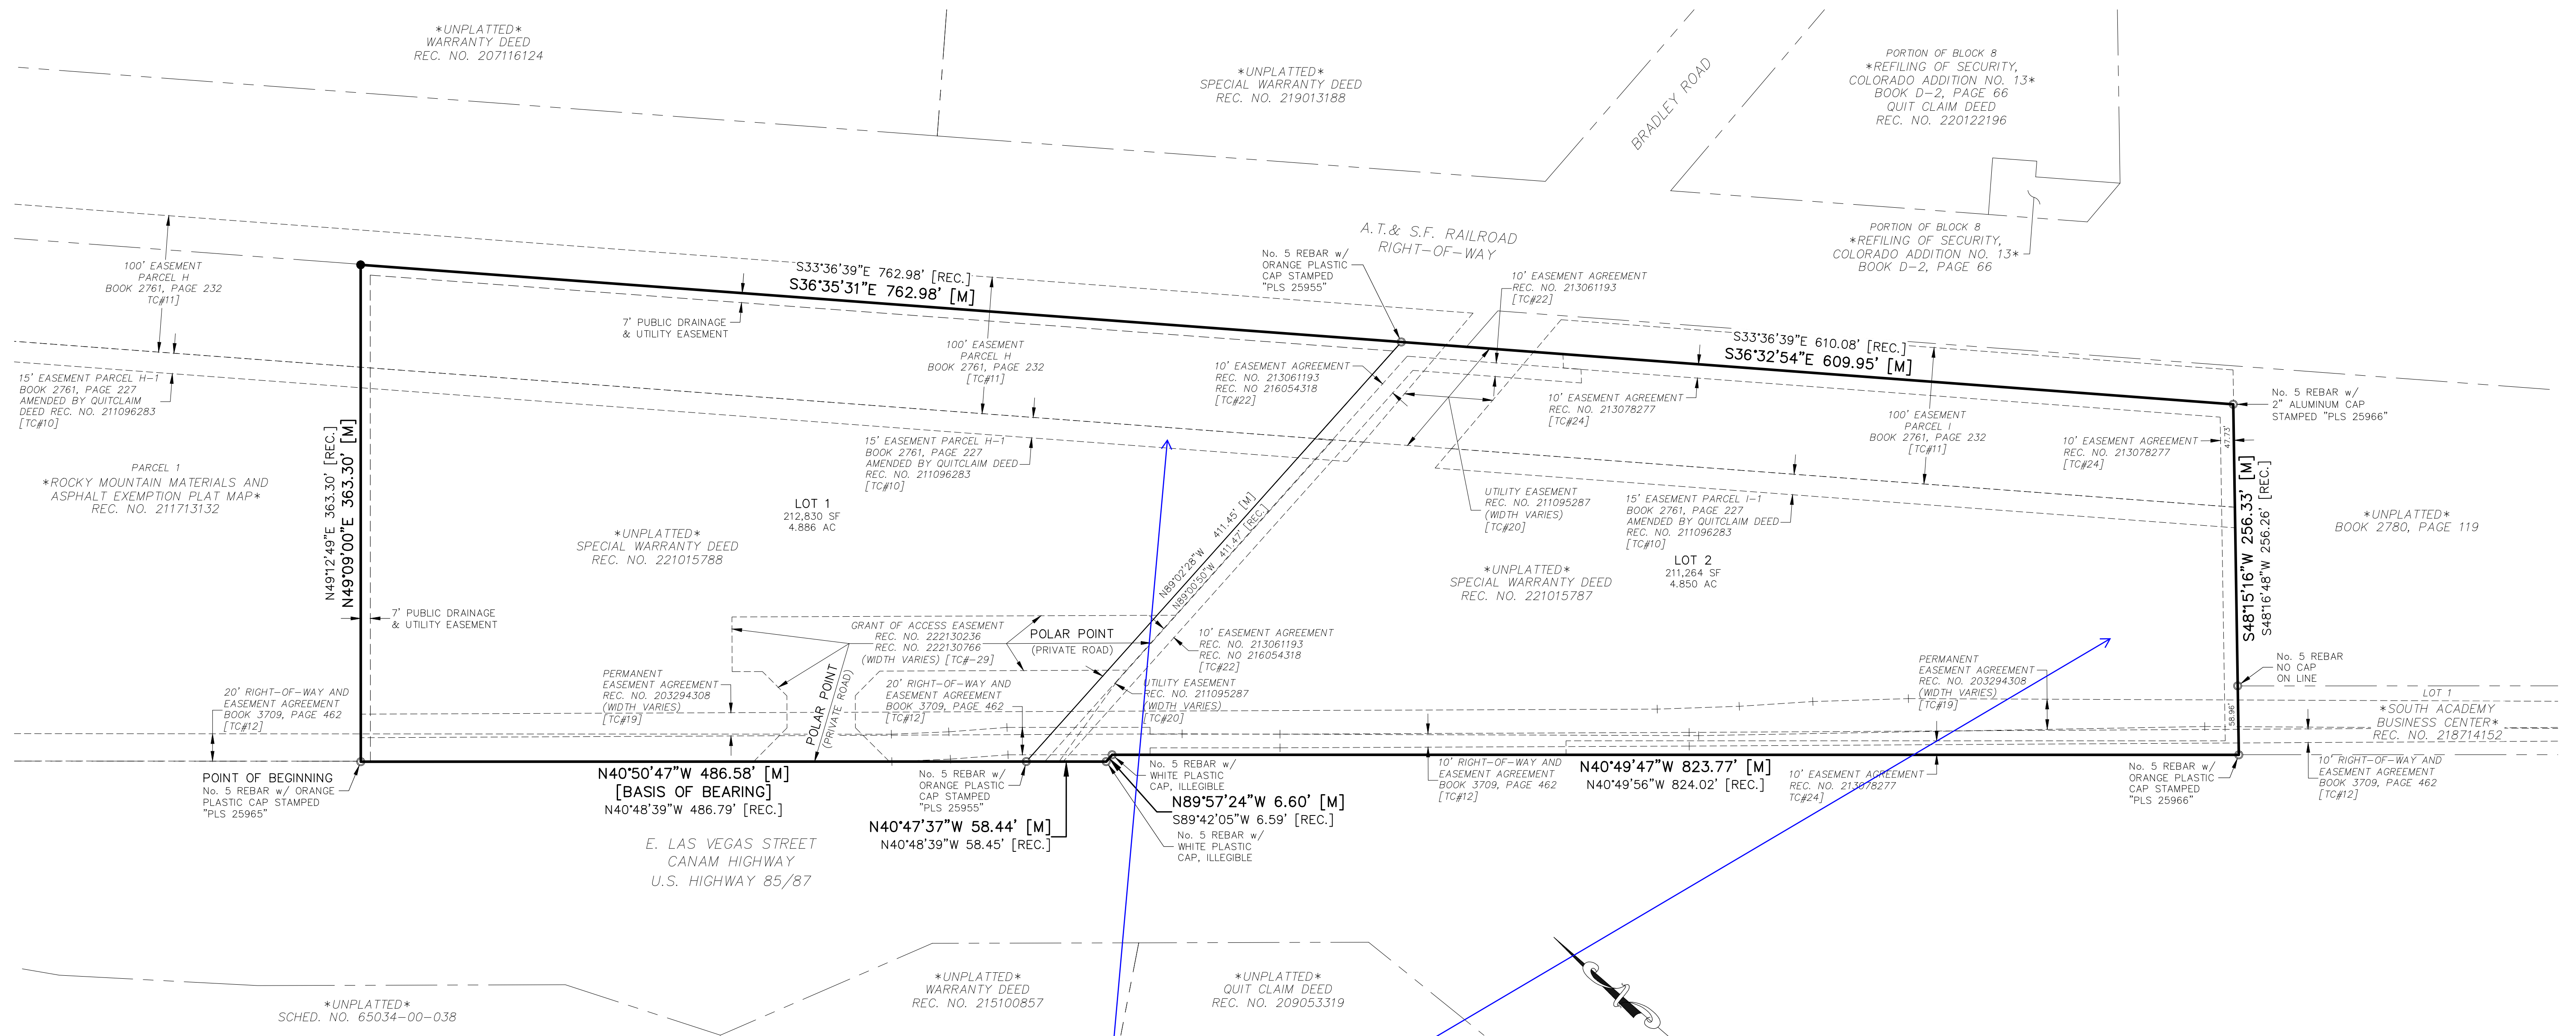 *UNPLATTED*
WARRANTY DEED
REC. NO. 207116124
*UNPLATTED*
SPECIAL WARRANTY DEED
REC. NO. 219013188
BRADLEY ROAD
PORTION OF BLOCK 8
*REFILING OF SECURITY,
COLORADO ADDITION NO. 13*
BOOK D-2, PAGE 66
QUIT CLAIM DEED
REC. NO. 220122196
PORTION OF BLOCK 8
*REFILING OF SECURITY,
COLORADO ADDITION NO. 13*
BOOK D-2, PAGE 66
A.T.& S.F. RAILROAD
RIGHT-OF-WAY
No. 5 REBAR w/
ORANGE PLASTIC
CAP STAMPED
"PLS 25955"
100' EASEMENT
PARCEL H
BOOK 2761, PAGE 232
TC#11]
S33°36'39"E 762.98' [REC.]
S36°35'31"E 762.98' [M]
7' PUBLIC DRAINAGE
& UTILITY EASEMENT
100' EASEMENT
PARCEL H
BOOK 2761, PAGE 232
[TC#11]
10' EASEMENT AGREEMENT
REC. NO. 213061193
[TC#22]
10' EASEMENT AGREEMENT
REC. NO. 213061193
REC. NO 216054318
[TC#22]
S33°36'39"E 610.08' [REC.]
S36°32'54"E 609.95' [M]
10' EASEMENT AGREEMENT
REC. NO. 213078277
[TC#24]
100' EASEMENT
PARCEL I
BOOK 2761, PAGE 232
[TC#11]
10' EASEMENT AGREEMENT
REC. NO. 213078277
[TC#24]
No. 5 REBAR w/
2" ALUMINUM CAP
STAMPED "PLS 25966"
47.73'
15' EASEMENT PARCEL H-1
BOOK 2761, PAGE 227
AMENDED BY QUITCLAIM
DEED REC. NO. 211096283
[TC#10]
PARCEL 1
*ROCKY MOUNTAIN MATERIALS AND
ASPHALT EXEMPTION PLAT MAP*
REC. NO. 211713132
N49°12'49"E 363.30' [REC.]
N49°09'00"E 363.30' [M]
15' EASEMENT PARCEL H-1
BOOK 2761, PAGE 227
AMENDED BY QUITCLAIM DEED
REC. NO. 211096283
[TC#10]
LOT 1
212,830 SF
4.886 AC
*UNPLATTED*
SPECIAL WARRANTY DEED
REC. NO. 221015788
N89°02'28"W 411.45' [M]
N89°00'50"W 411.47' [REC.]
UTILITY EASEMENT
REC. NO. 211095287
(WIDTH VARIES)
[TC#20]
15' EASEMENT PARCEL I-1
BOOK 2761, PAGE 227
AMENDED BY QUITCLAIM DEED
REC. NO. 211096283
[TC#10]
LOT 2
211,264 SF
4.850 AC
*UNPLATTED*
SPECIAL WARRANTY DEED
REC. NO. 221015787
S48°15'16"W 256.33' [M]
S48°16'48"W 256.26' [REC.]
*UNPLATTED*
BOOK 2780, PAGE 119
7' PUBLIC DRAINAGE
& UTILITY EASEMENT
GRANT OF ACCESS EASEMENT
REC. NO. 222130236
REC. NO. 222130766
(WIDTH VARIES) [TC#-29]
POLAR POINT
(PRIVATE ROAD)
10' EASEMENT AGREEMENT
REC. NO. 213061193
REC. NO 216054318
[TC#22]
POLAR POINT
(PRIVATE ROAD)
20' RIGHT-OF-WAY AND
EASEMENT AGREEMENT
BOOK 3709, PAGE 462
[TC#12]
PERMANENT
EASEMENT AGREEMENT
REC. NO. 203294308
(WIDTH VARIES)
[TC#19]
20' RIGHT-OF-WAY AND
EASEMENT AGREEMENT
BOOK 3709, PAGE 462
[TC#12]
UTILITY EASEMENT
REC. NO. 211095287
(WIDTH VARIES)
[TC#20]
PERMANENT
EASEMENT AGREEMENT
REC. NO. 203294308
(WIDTH VARIES)
[TC#19]
No. 5 REBAR
NO CAP
ON LINE
58.96'
LOT 1
*SOUTH ACADEMY
BUSINESS CENTER*
REC. NO. 218714152
POINT OF BEGINNING
No. 5 REBAR w/ ORANGE
PLASTIC CAP STAMPED
"PLS 25965"
N40°50'47"W 486.58' [M]
[BASIS OF BEARING]
N40°48'39"W 486.79' [REC.]
No. 5 REBAR w/
ORANGE PLASTIC
CAP STAMPED
"PLS 25955"
N40°47'37"W 58.44' [M]
N40°48'39"W 58.45' [REC.]
No. 5 REBAR w/
WHITE PLASTIC
CAP, ILLEGIBLE
N89°57'24"W 6.60' [M]
S89°42'05"W 6.59' [REC.]
No. 5 REBAR w/
WHITE PLASTIC
CAP, ILLEGIBLE
10' RIGHT-OF-WAY AND
EASEMENT AGREEMENT
BOOK 3709, PAGE 462
[TC#12]
N40°49'47"W 823.77' [M]
N40°49'56"W 824.02' [REC.]
10' EASEMENT AGREEMENT
REC. NO. 213078277
TC#24]
No. 5 REBAR w/
ORANGE PLASTIC
CAP STAMPED
"PLS 25966"
10' RIGHT-OF-WAY AND
EASEMENT AGREEMENT
BOOK 3709, PAGE 462
[TC#12]
E. LAS VEGAS STREET
CANAM HIGHWAY
U.S. HIGHWAY 85/87
*UNPLATTED*
SCHED. NO. 65034-00-038
*UNPLATTED*
WARRANTY DEED
REC. NO. 215100857
*UNPLATTED*
QUIT CLAIM DEED
REC. NO. 209053319